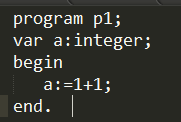 program p1;
var a:integer;
begin
   a:=1+1;
end.